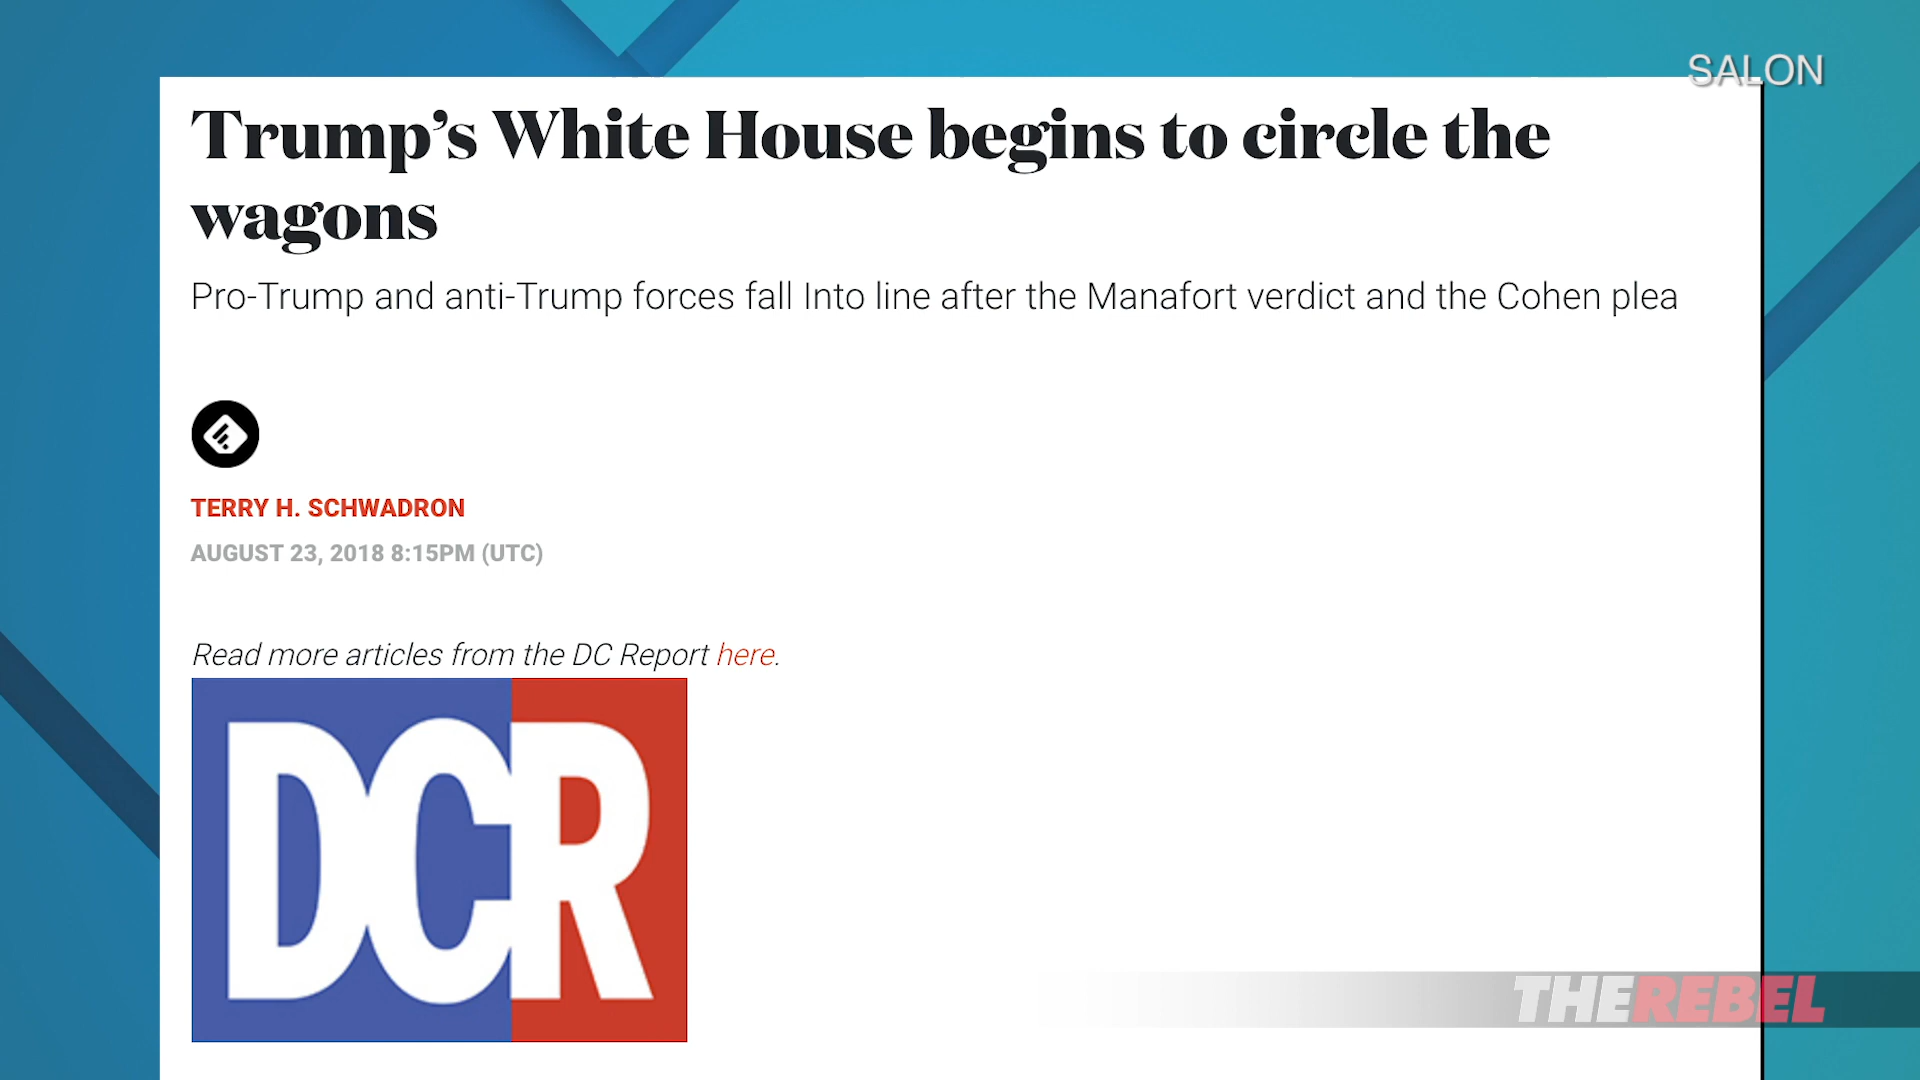 SALON
Trump’s White House begins to circle the
wagons
Pro-Trump and anti-Trump forces fall Into line after the Manafort verdict and the Cohen plea
TERRY H. SCHWADRON
AUGUST 23, 2018 8:15PM (UTC)
Read more articles from the DC Report here.
DCR
THEREBEL